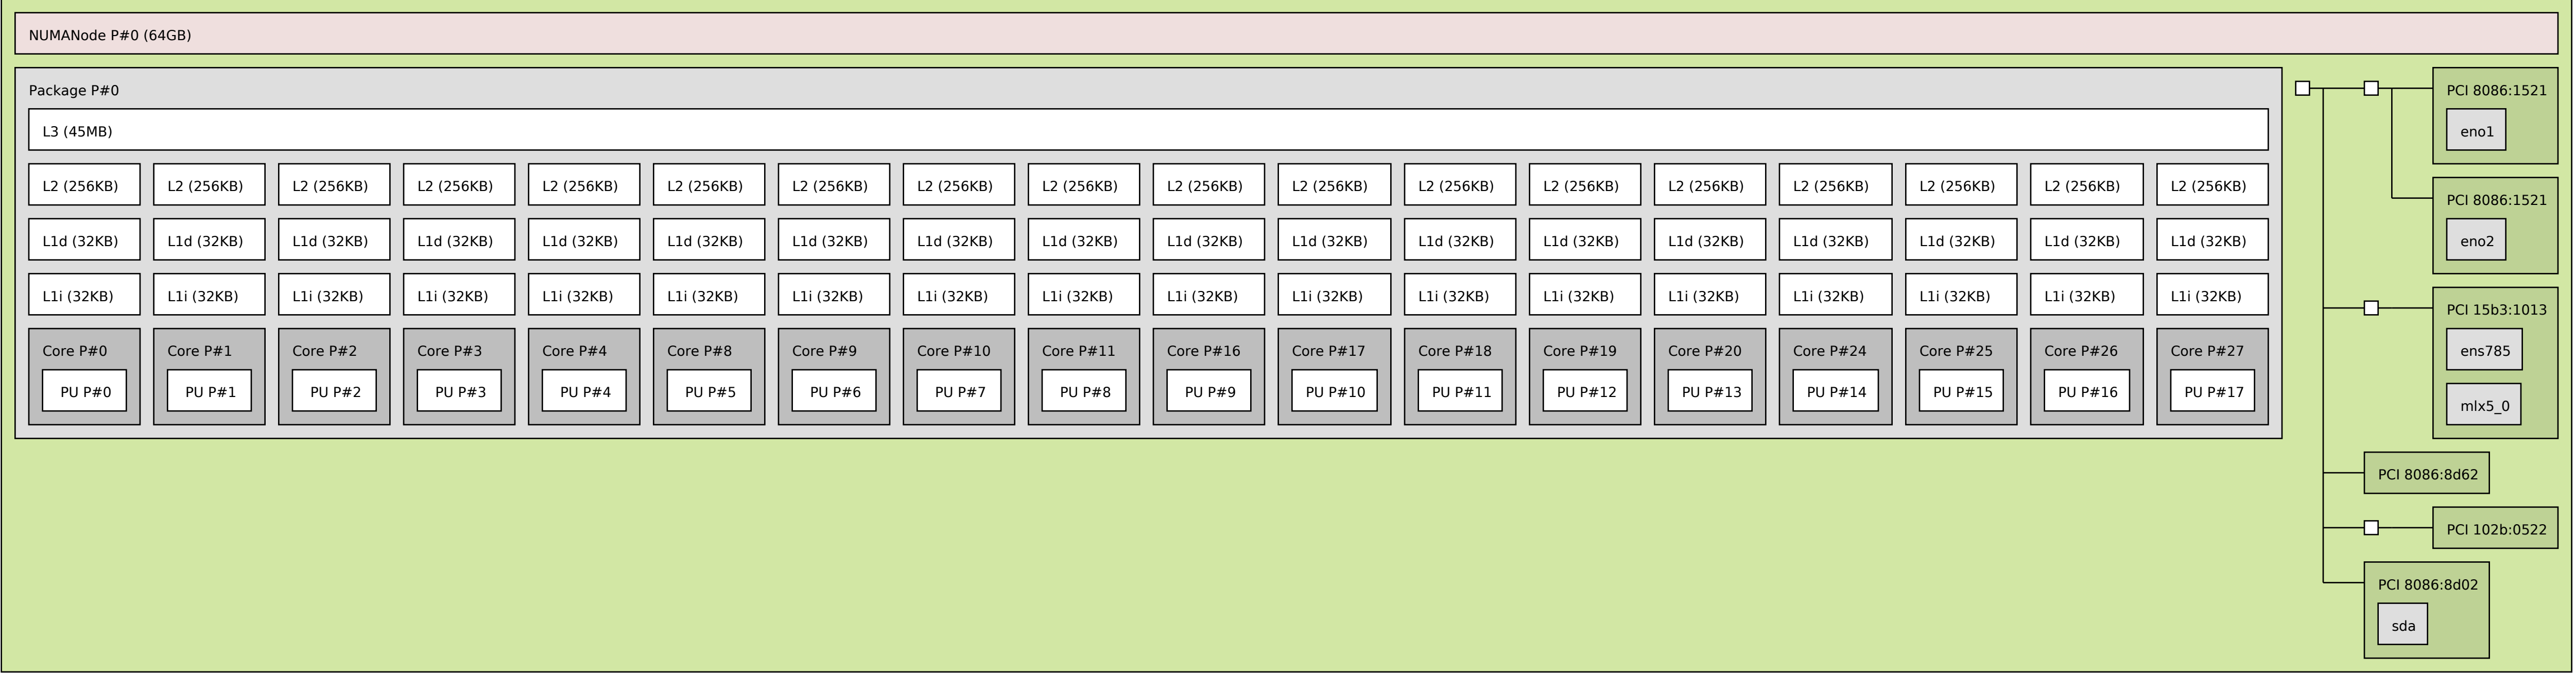 NUMANode P#0 (64GB)
Package P#0
L3 (45MB)
L2 (256KB) L2 (256KB) L2 (256KB) L2 (256KB) L2 (256KB) L2 (256KB) L2 (256KB) L2 (256KB) L2 (256KB) L2 (256KB) L2 (256KB) L2 (256KB) L2 (256KB) L2 (256KB) L2 (256KB) L2 (256KB) L2 (256KB) L2 (256KB)
L1d (32KB) L1d (32KB) L1d (32KB) L1d (32KB) L1d (32KB) L1d (32KB) L1d (32KB) L1d (32KB) L1d (32KB) L1d (32KB) L1d (32KB) L1d (32KB) L1d (32KB) L1d (32KB) L1d (32KB) L1d (32KB) L1d (32KB) L1d (32KB)
L1i (32KB) L1i (32KB) L1i (32KB) L1i (32KB) L1i (32KB) L1i (32KB) L1i (32KB) L1i (32KB) L1i (32KB) L1i (32KB) L1i (32KB) L1i (32KB) L1i (32KB) L1i (32KB) L1i (32KB) L1i (32KB) L1i (32KB) L1i (32KB)
Core P#0 Core P#1 Core P#2 Core P#3 Core P#4 Core P#8 Core P#9 Core P#10 Core P#11 Core P#16 Core P#17 Core P#18 Core P#19 Core P#20 Core P#24 Core P#25 Core P#26 Core P#27
PU P#0 PU P#1 PU P#2 PU P#3 PU P#4 PU P#5 PU P#6 PU P#7 PU P#8 PU P#9 PU P#10 PU P#11 PU P#12 PU P#13 PU P#14 PU P#15 PU P#16 PU P#17
PCI 8086:1521
eno1
PCI 8086:1521
eno2
PCI 15b3:1013
ens785
mlx5_0
PCI 8086:8d62
PCI 102b:0522
PCI 8086:8d02
sda